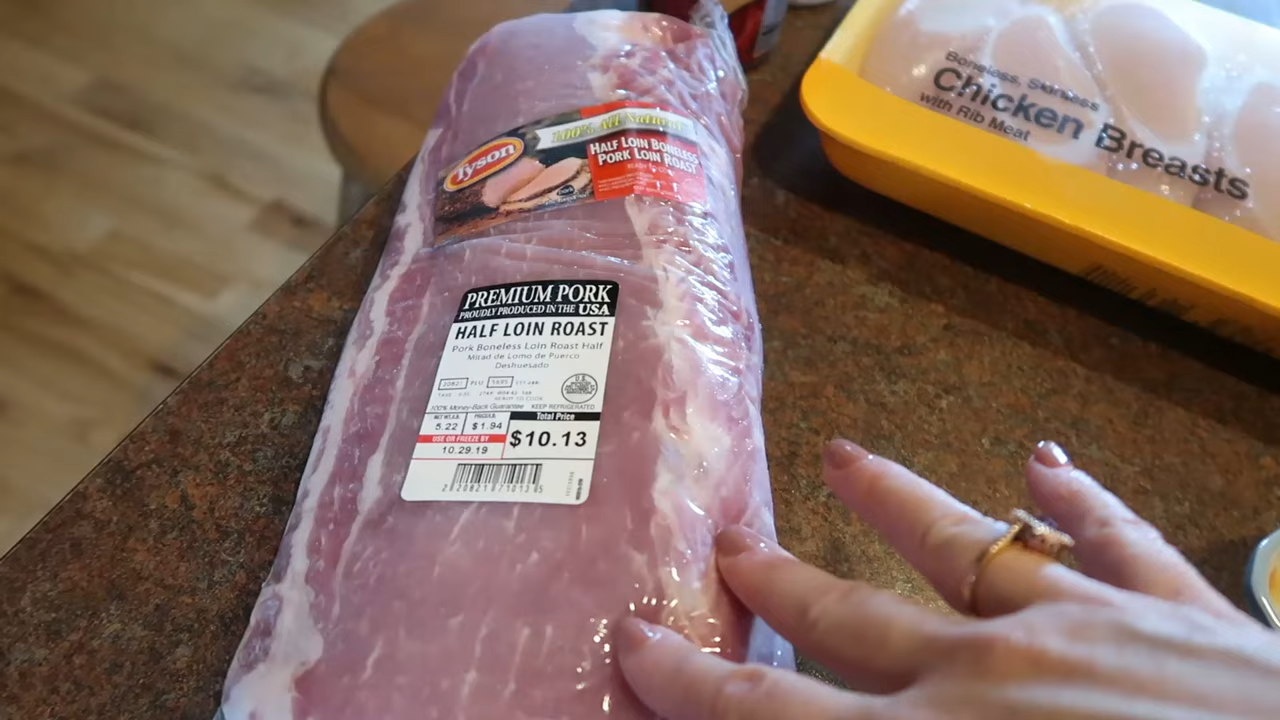 100% All Natural
Tyson
HALF LOIN BONELESS
PORK LOIN ROAST
PREMIUM PORK
PROUDLY PRODUCED IN THE USA
HALF LOIN ROAST
Pork Boneless Loin Roast Half
Mitad de Lomo de Puerco
Deshuesado
READY TO COOK
100% Money-Back Guarantee KEEP REFRIGERATED
Total Price
5.22 $1.94 $10.13
USE OR FREEZE BY
10.29.19
Boneless, Skinless
Chicken Breasts
with Rib Meat